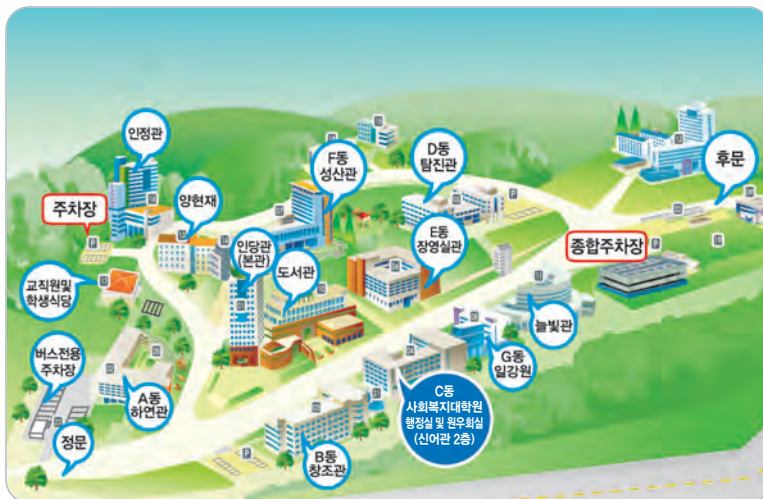 인정관
F동
성산관
D동
탐진관
후문
주차장
양현재
인당관
(본관)
도서관
E동
장영실관
종합주차장
교직원및
학생식당
늘빛관
버스전용
주차장
A동
하연관
G동
일강원
C동
사회복지대학원
행정실 및 원우회실
(신어관 2층)
정문
B동
창조관
P
P
P
P